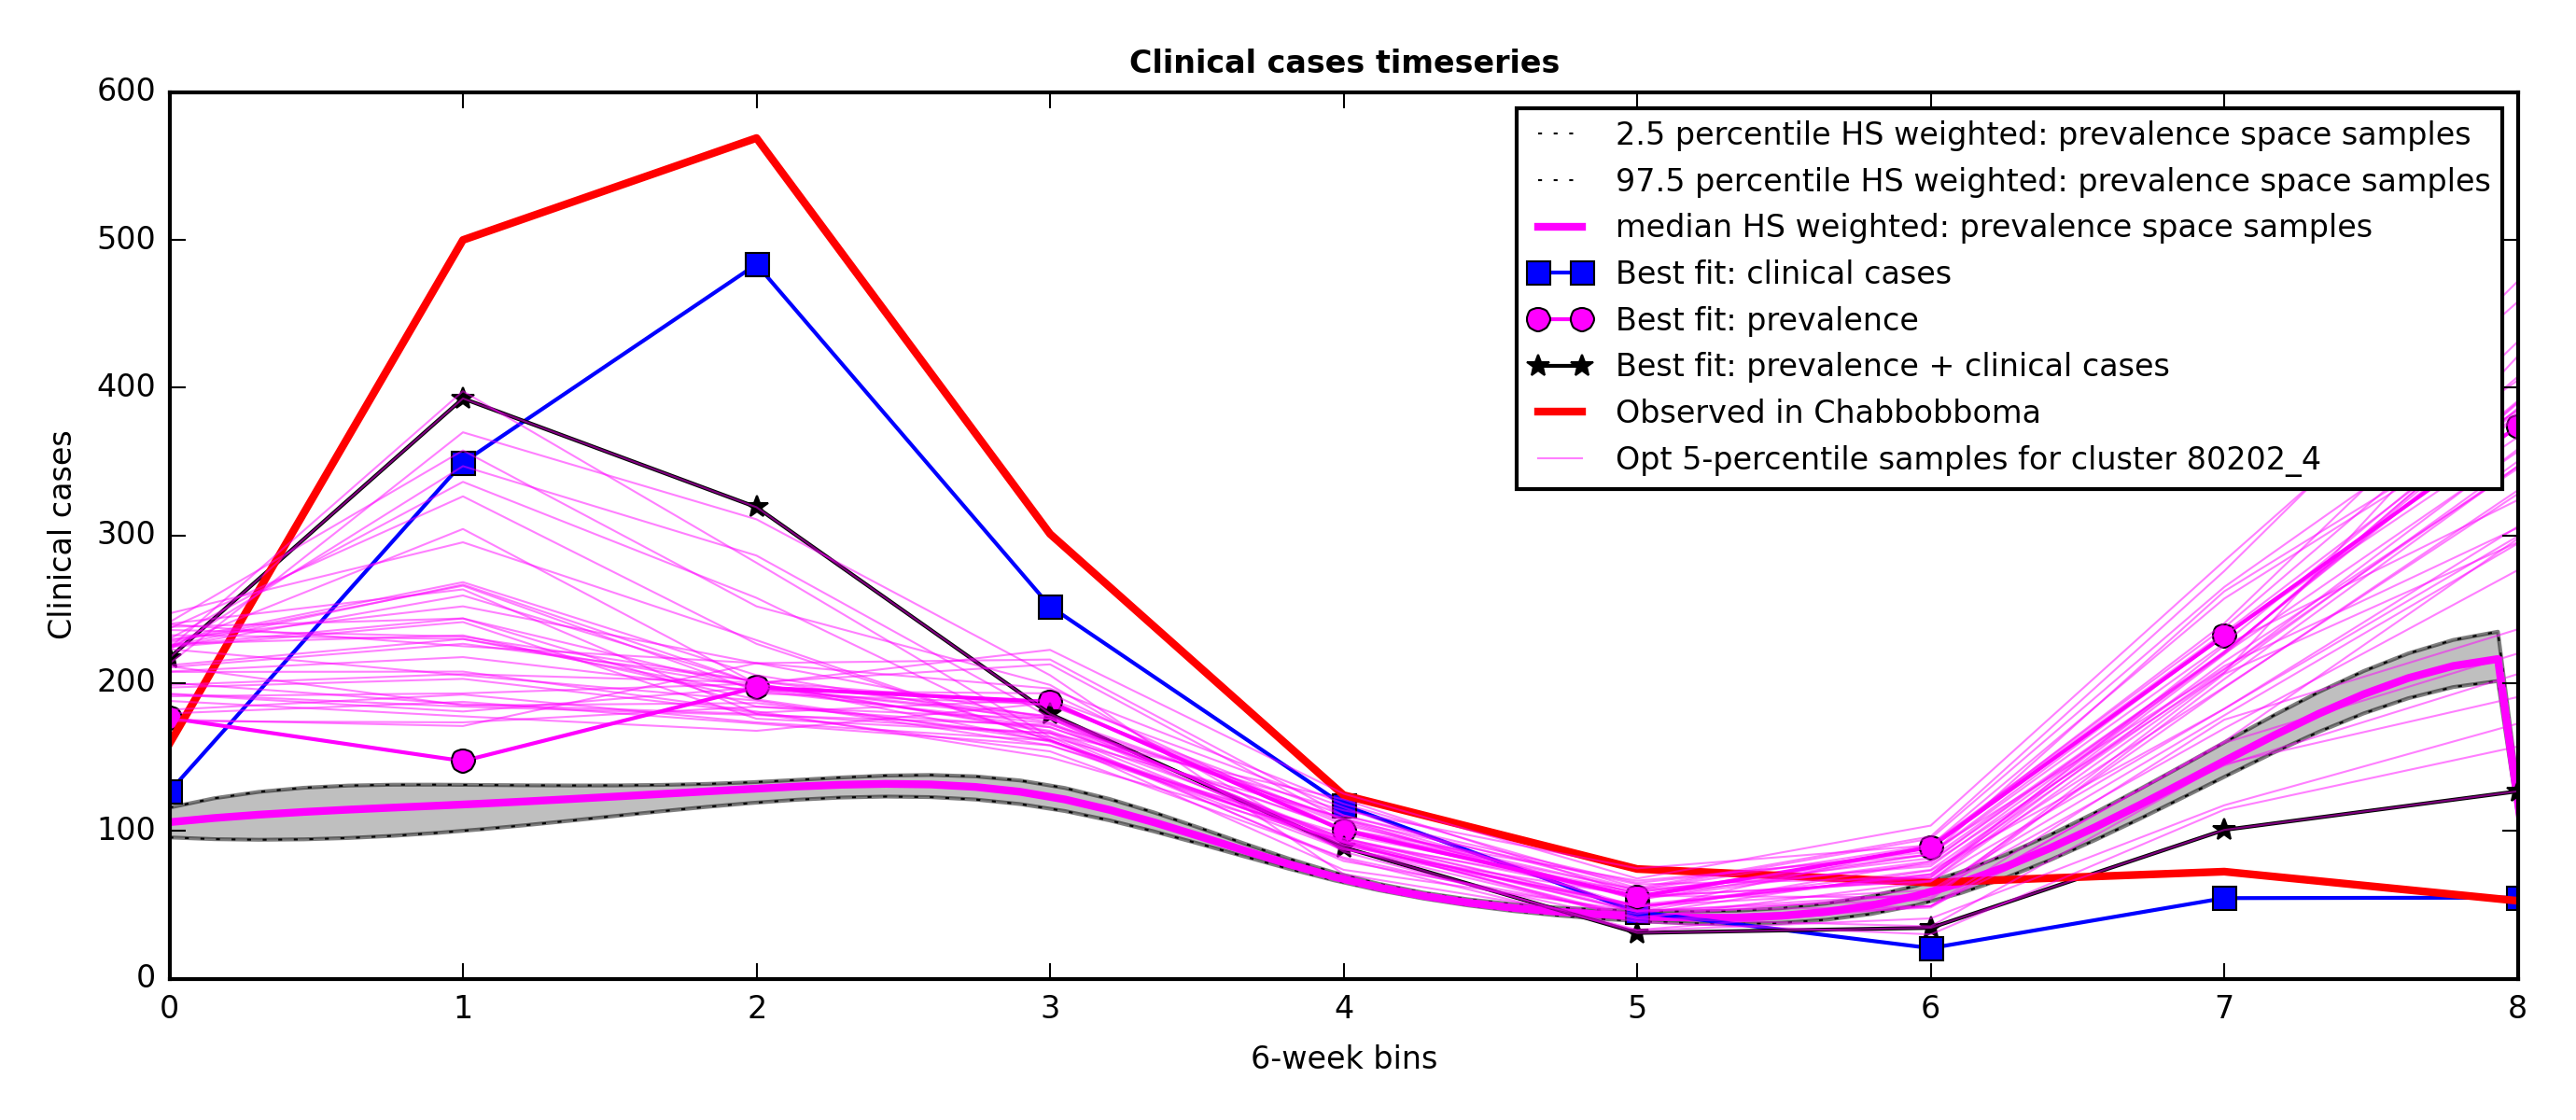 Clinical cases timeseries
600
500
400
300
200
100
0
Clinical cases
2.5 percentile HS weighted: prevalence space samples
97.5 percentile HS weighted: prevalence space samples
median HS weighted: prevalence space samples
Best fit: clinical cases
Best fit: prevalence
Best fit: prevalence + clinical cases
Observed in Chabbobboma
Opt 5-percentile samples for cluster 80202_4
0 1 2 3 4 5 6 7 8
6-week bins